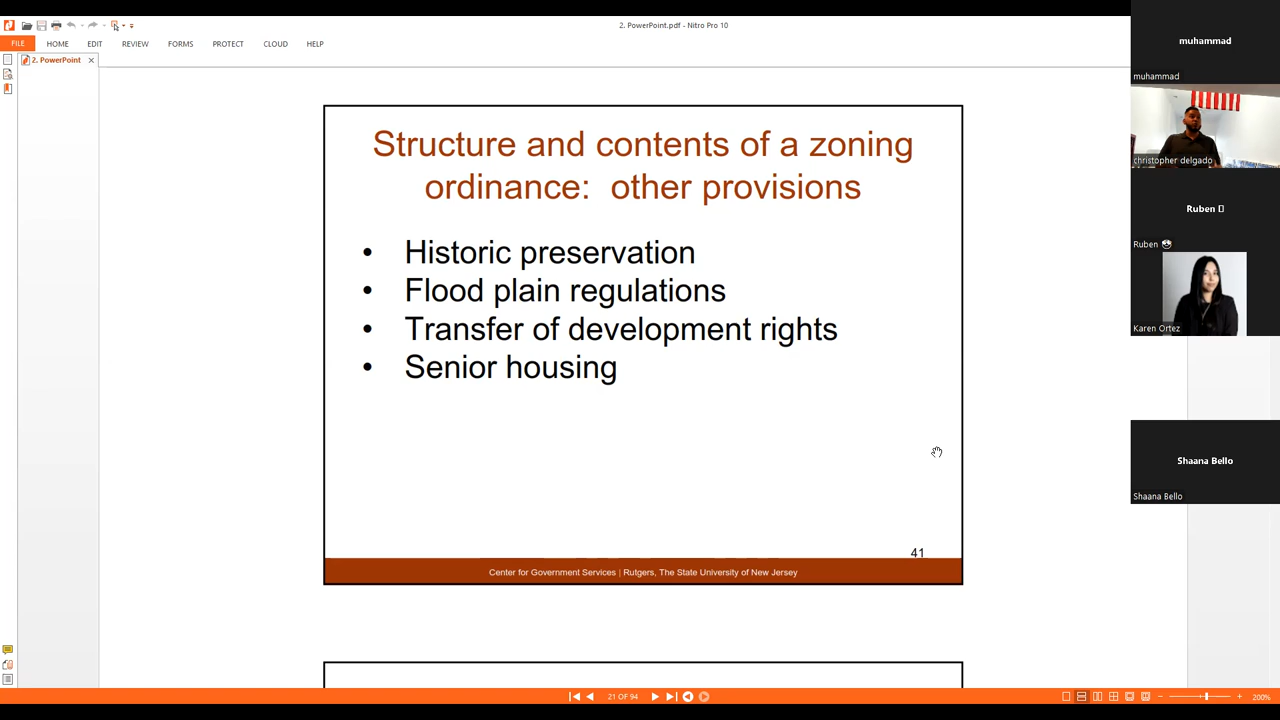 2. PowerPoint.pdf - Nitro Pro 10
FILE HOME EDIT REVIEW FORMS PROTECT CLOUD HELP
2. PowerPoint
Structure and contents of a zoning
ordinance: other provisions
• Historic preservation
• Flood plain regulations
• Transfer of development rights
• Senior housing
41
Center for Government Services | Rutgers, The State University of New Jersey
21 OF 94
200%
muhammad
muhammad
christopher delgado
Ruben
Ruben
Karen Ortez
Shaana Bello
Shaana Bello